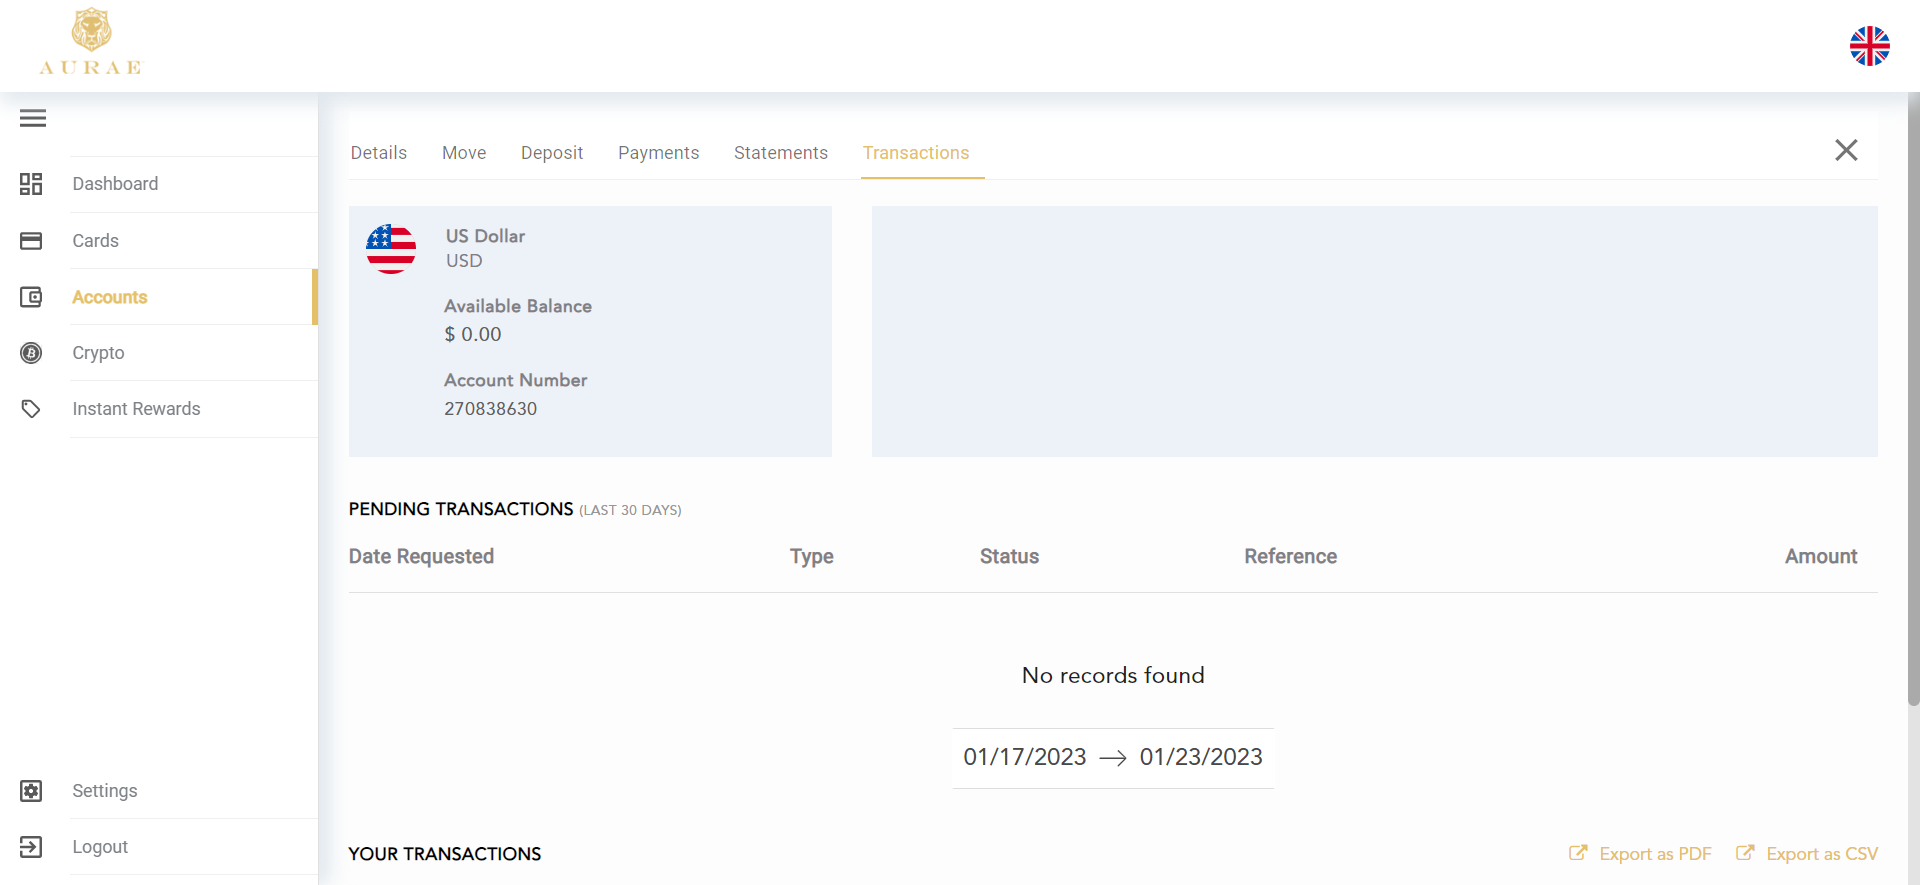 AURAE
Details Move Deposit Payments Statements Transactions
Dashboard
Cards
Accounts
Crypto
Instant Rewards
Settings
Logout
US Dollar
USD
Available Balance
$ 0.00
Account Number
270838630
PENDING TRANSACTIONS (LAST 30 DAYS)
Date Requested Type Status Reference Amount
No records found
01/17/2023 → 01/23/2023
YOUR TRANSACTIONS Export as PDF Export as CSV